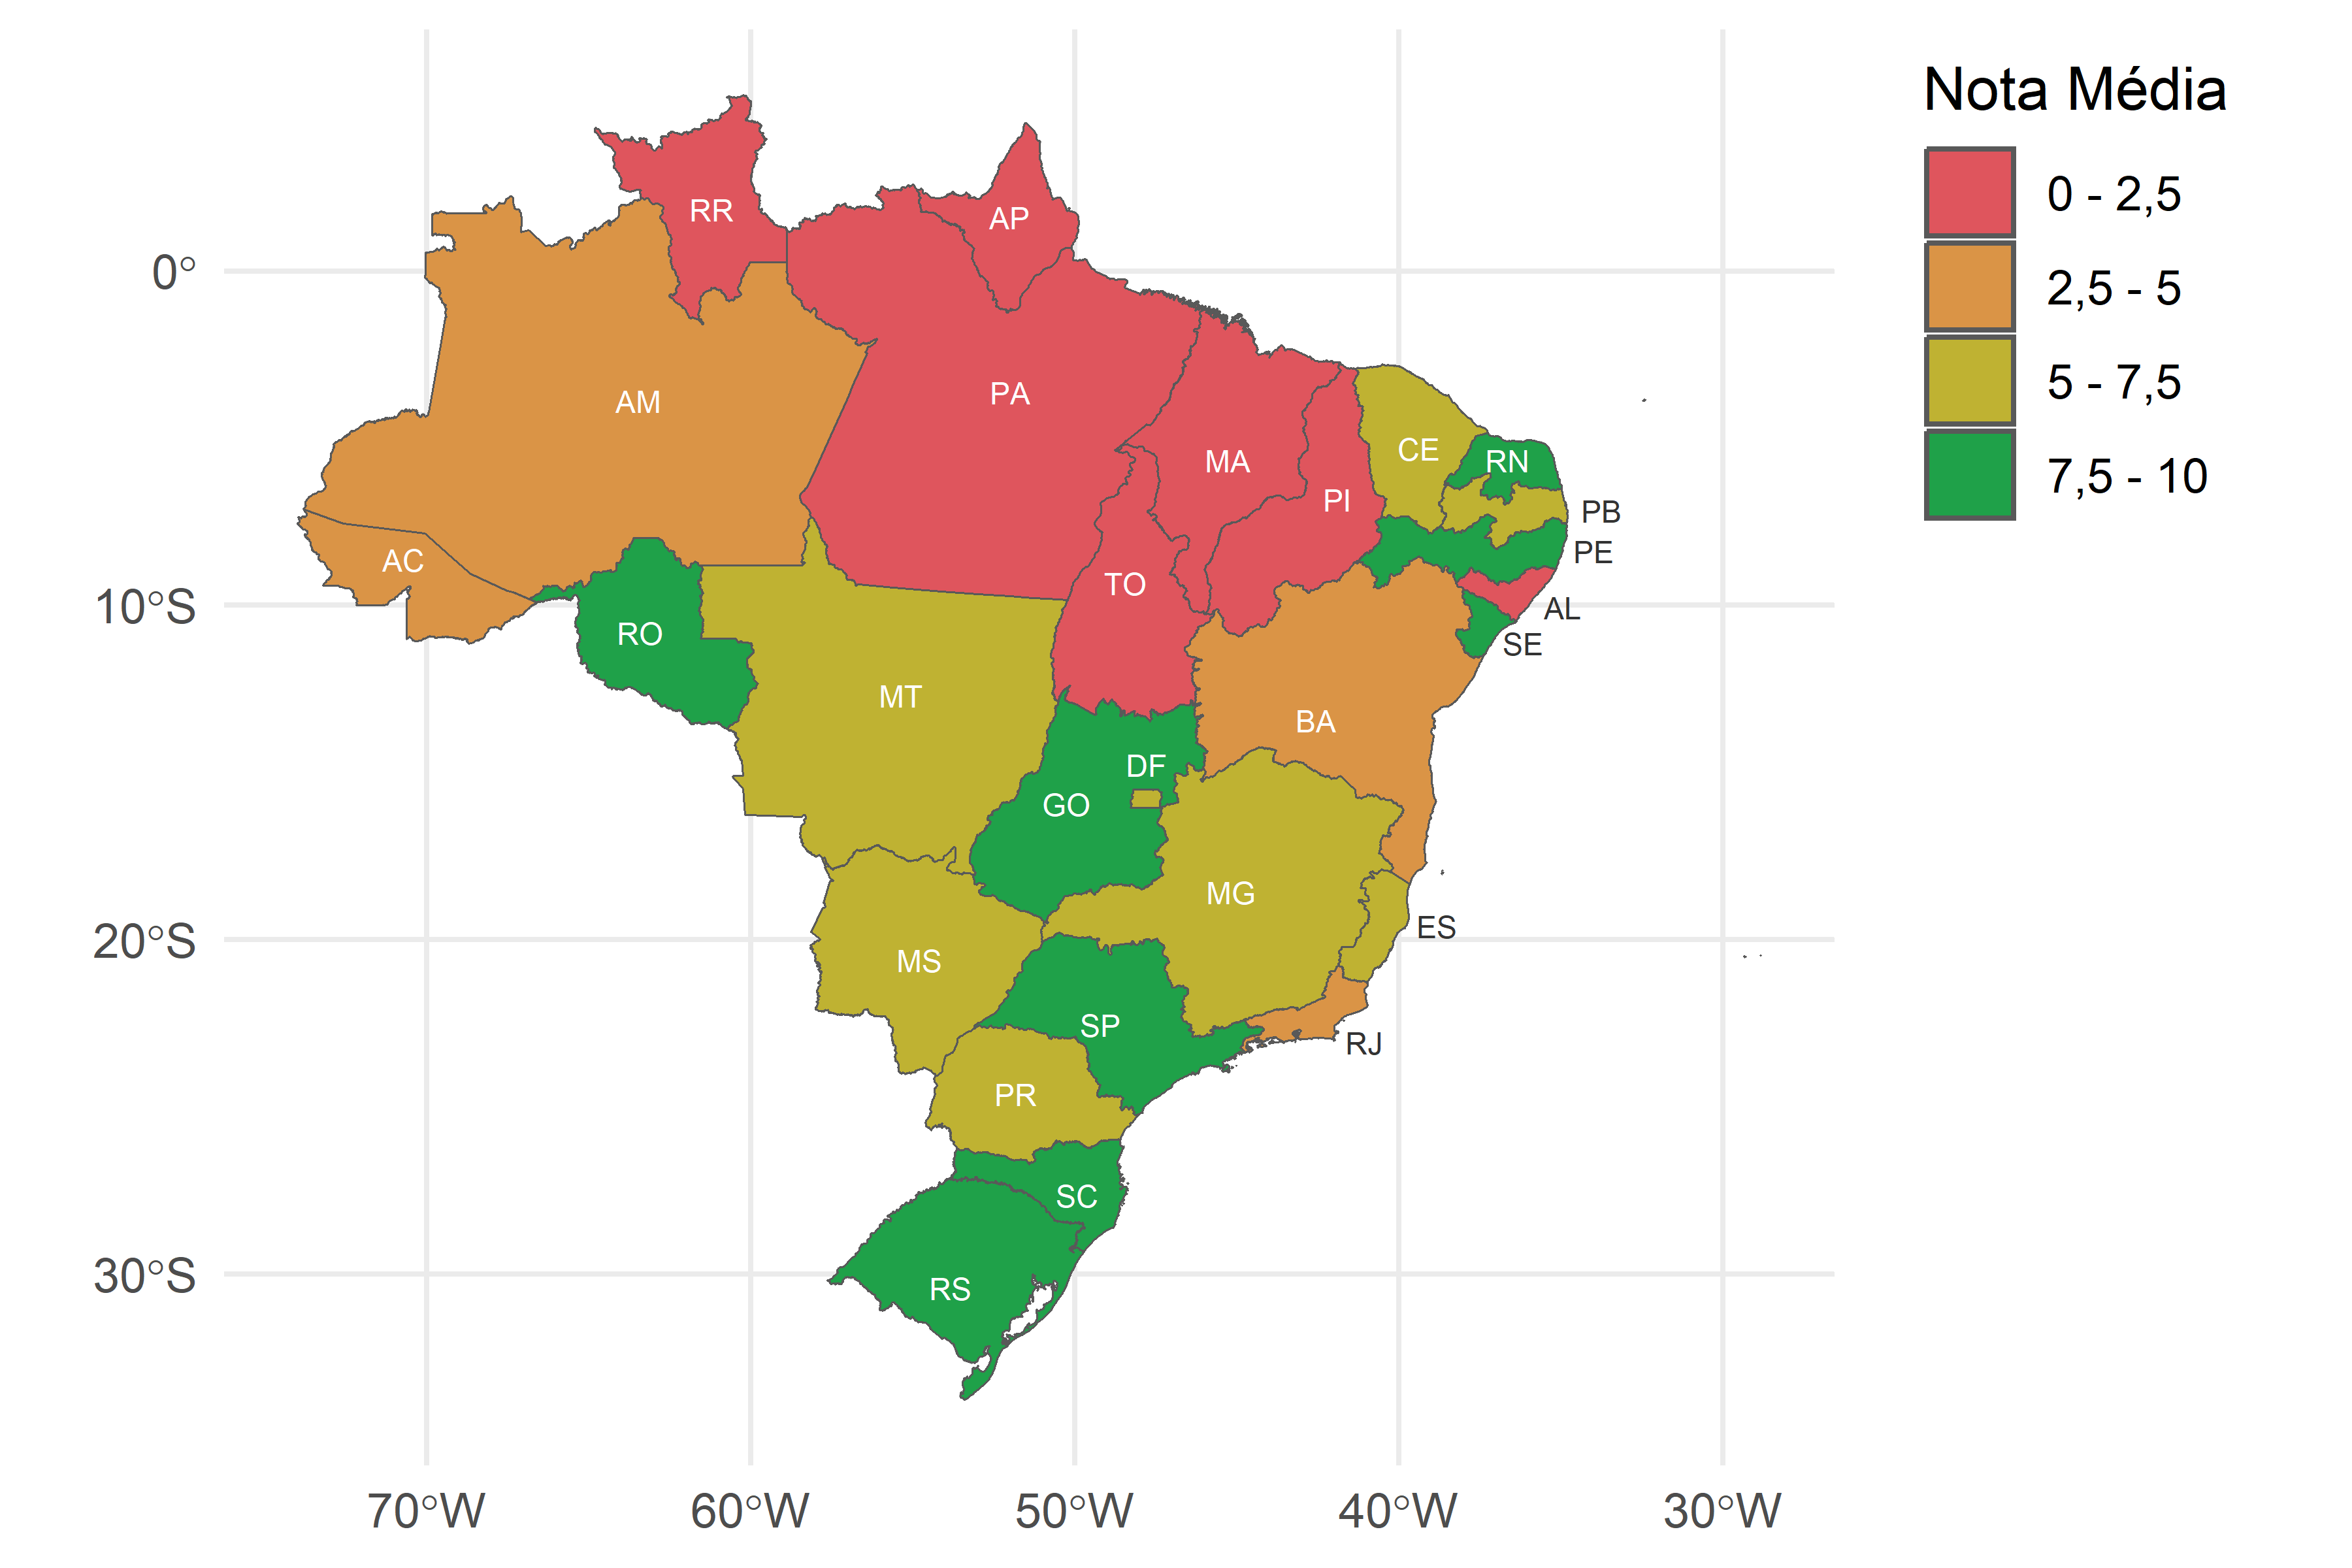 Nota Média
0 - 2,5
2,5 - 5
5 - 7,5
7,5 - 10
RR
AP
AM
PA
CE
RN
MA
PI
PB
PE
AC
TO
AL
RO
SE
MT
BA
DF
GO
MG
ES
MS
SP
RJ
PR
SC
RS
0°
10°S
20°S
30°S
70°W
60°W
50°W
40°W
30°W